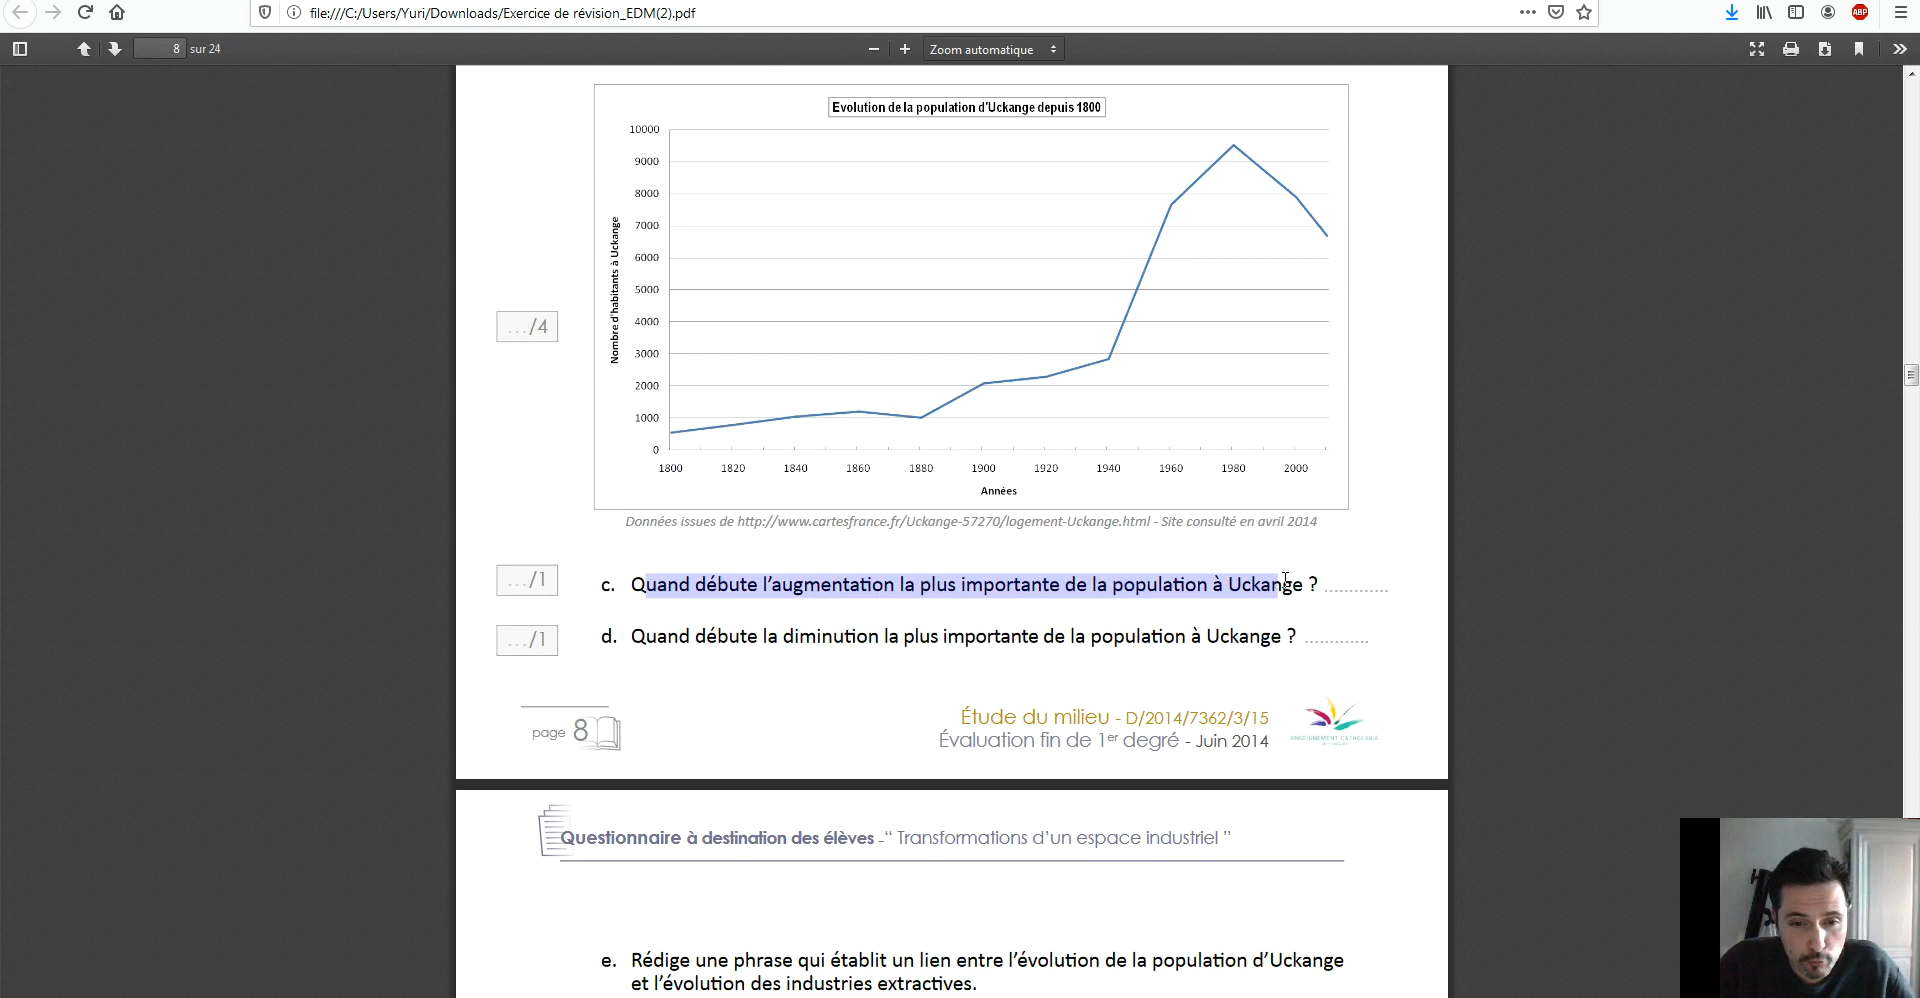 file:///C:/Users/Yuri/Downloads/Exercice de révision_EDM(2).pdf
ABP
8 sur 24
Zoom automatique
Evolution de la population d'Uckange depuis 1800
10000
9000
8000
7000
6000
5000
4000
3000
2000
1000
0
Nombre d'habitants à Uckange
1800 1820 1840 1860 1880 1900 1920 1940 1960 1980 2000
Années
.../4
Données issues de http://www.cartesfrance.fr/Uckange-57270/logement-Uckange.html - Site consulté en avril 2014
.../1 c. Quand débute l’augmentation la plus importante de la population à Uckange ? .............
.../1 d. Quand débute la diminution la plus importante de la population à Uckange ? .............
page 8
Étude du milieu - D/2014/7362/3/15
Évaluation fin de 1er degré - Juin 2014
ENSEIGNEMENT CATHOLIQUE
Questionnaire à destination des élèves - “ Transformations d’un espace industriel ”
e. Rédige une phrase qui établit un lien entre l’évolution de la population d’Uckange
et l’évolution des industries extractives.